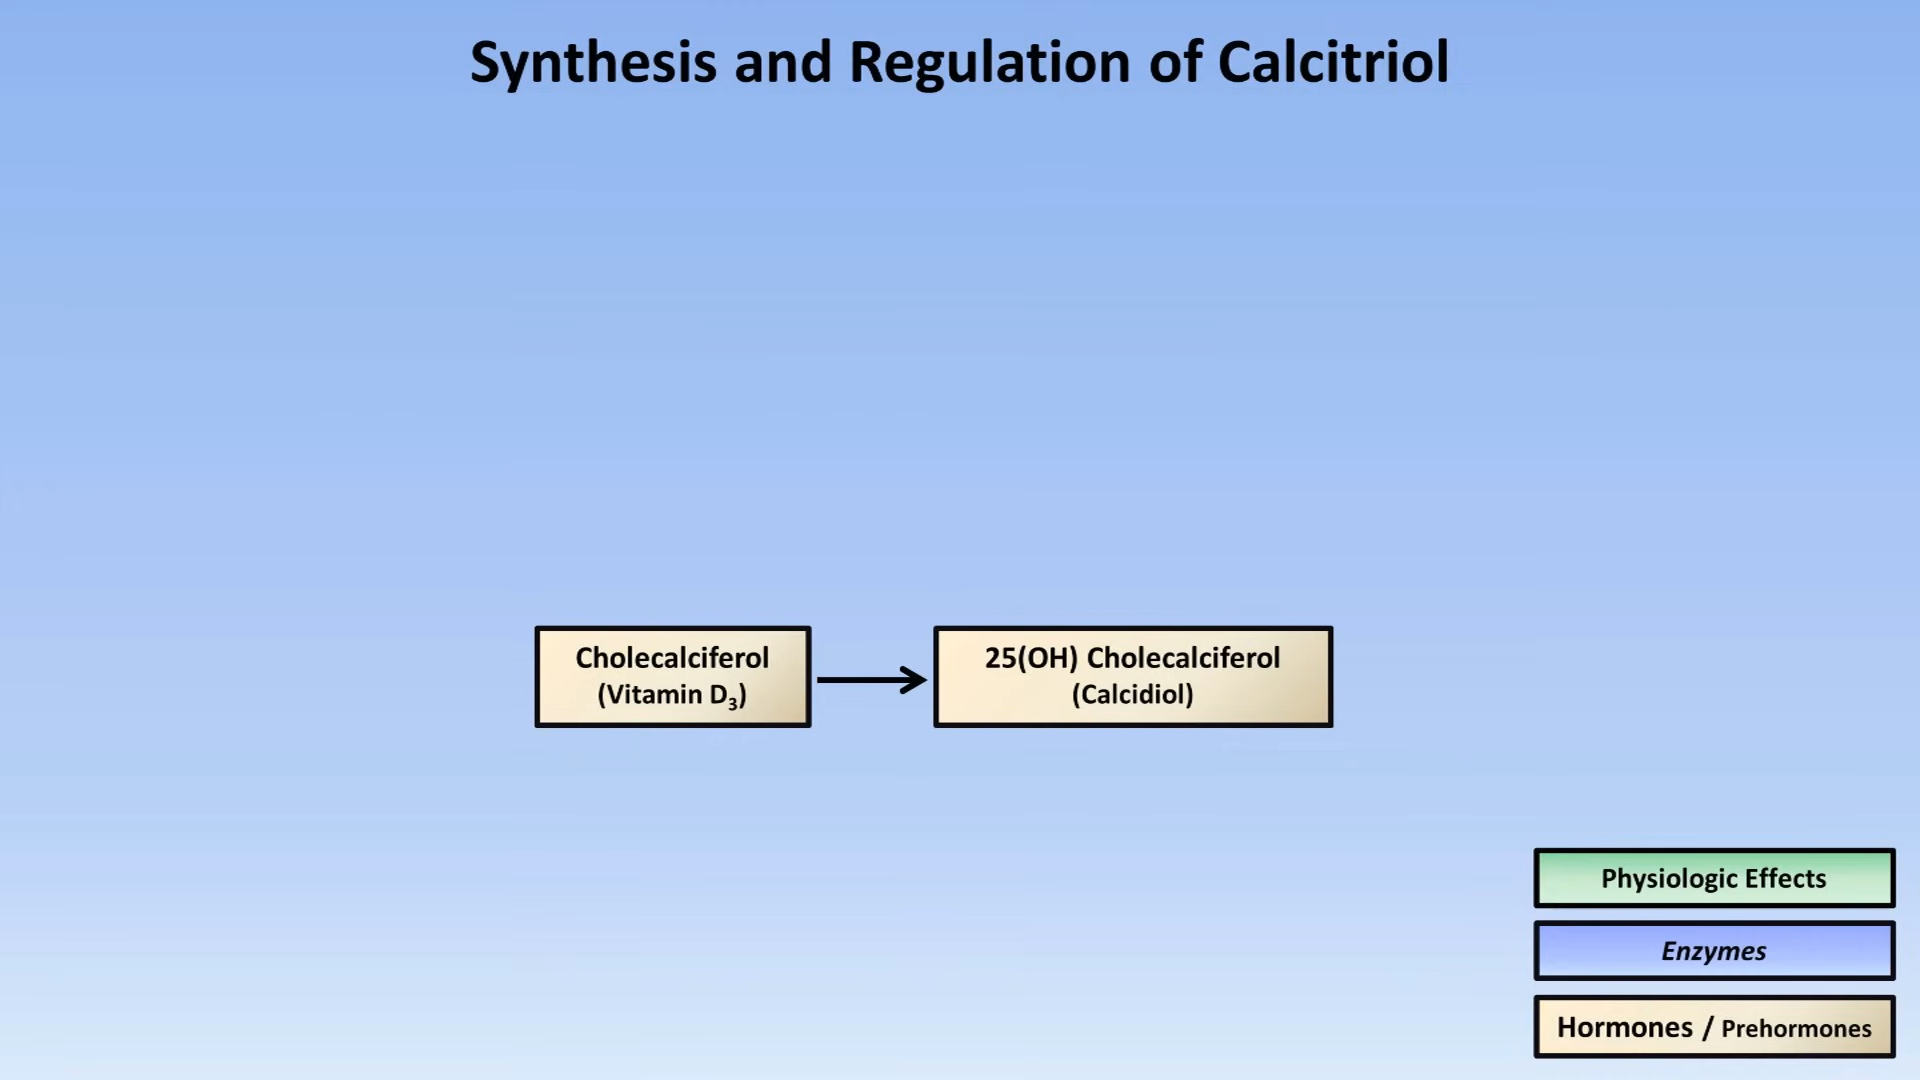 Synthesis and Regulation of Calcitriol
Cholecalciferol
(Vitamin D₃)
25(OH) Cholecalciferol
(Calcidiol)
Physiologic Effects
Enzymes
Hormones / Prehormones